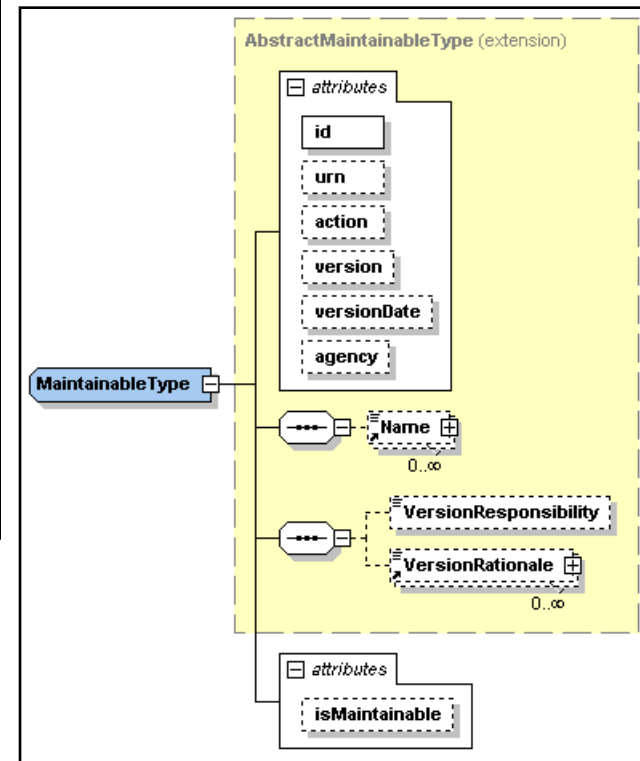 AbstractMaintainableType (extension)
attributes
id
urn
action
version
versionDate
agency
MaintainableType
Name
0..∞
VersionResponsibility
VersionRationale
0..∞
attributes
isMaintainable